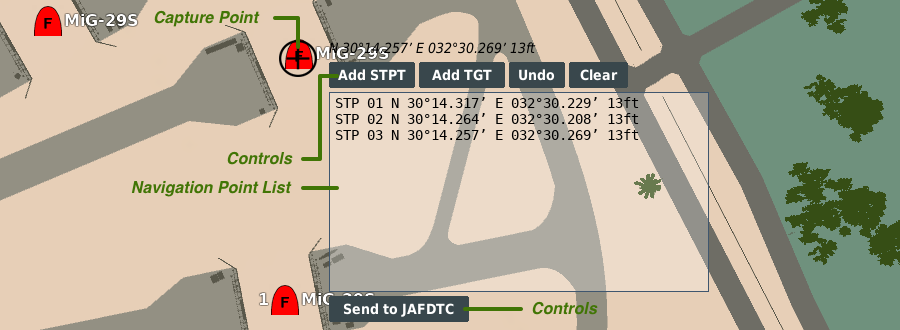 F MiG-29S
Capture Point
MiG-29S
N 30°14.257’ E 032°30.269’ 13ft
Add STPT
Add TGT
Undo
Clear
STP 01 N 30°14.317’ E 032°30.229’ 13ft
STP 02 N 30°14.264’ E 032°30.208’ 13ft
STP 03 N 30°14.257’ E 032°30.269’ 13ft
Controls
Navigation Point List
1 F
Send to JAFDTC
Controls